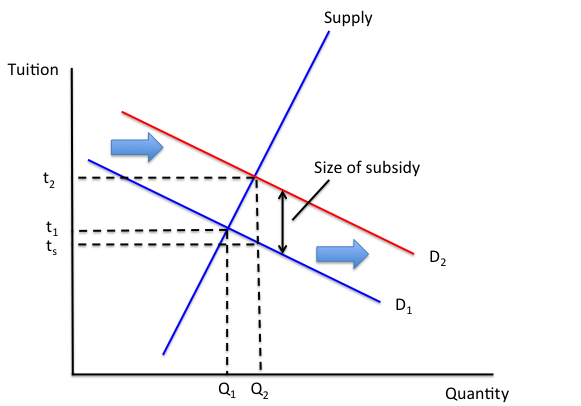 Supply
Tuition
Size of subsidy
t2
t1
ts
D2
D1
Q1 Q2
Quantity